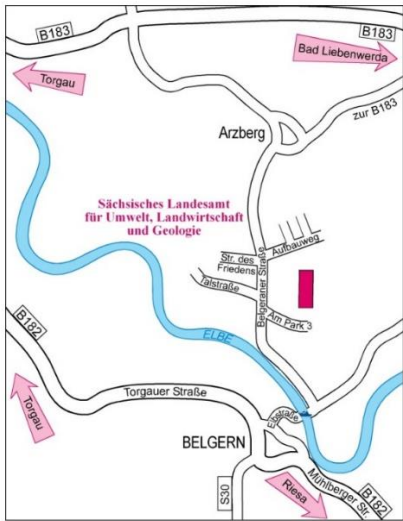 B183
B183
Torgau
Bad Liebenwerda
zur B183
Arzberg
Sächsisches Landesamt
für Umwelt, Landwirtschaft
und Geologie
Aufbauweg
Str. des
Friedens
Belgeraner Straße
Talstraße
Am Park 3
B182
ELBE
Torgau
Torgauer Straße
Elbstraße
BELGERN
S30
Riesa
Mühlberger Str.
B182